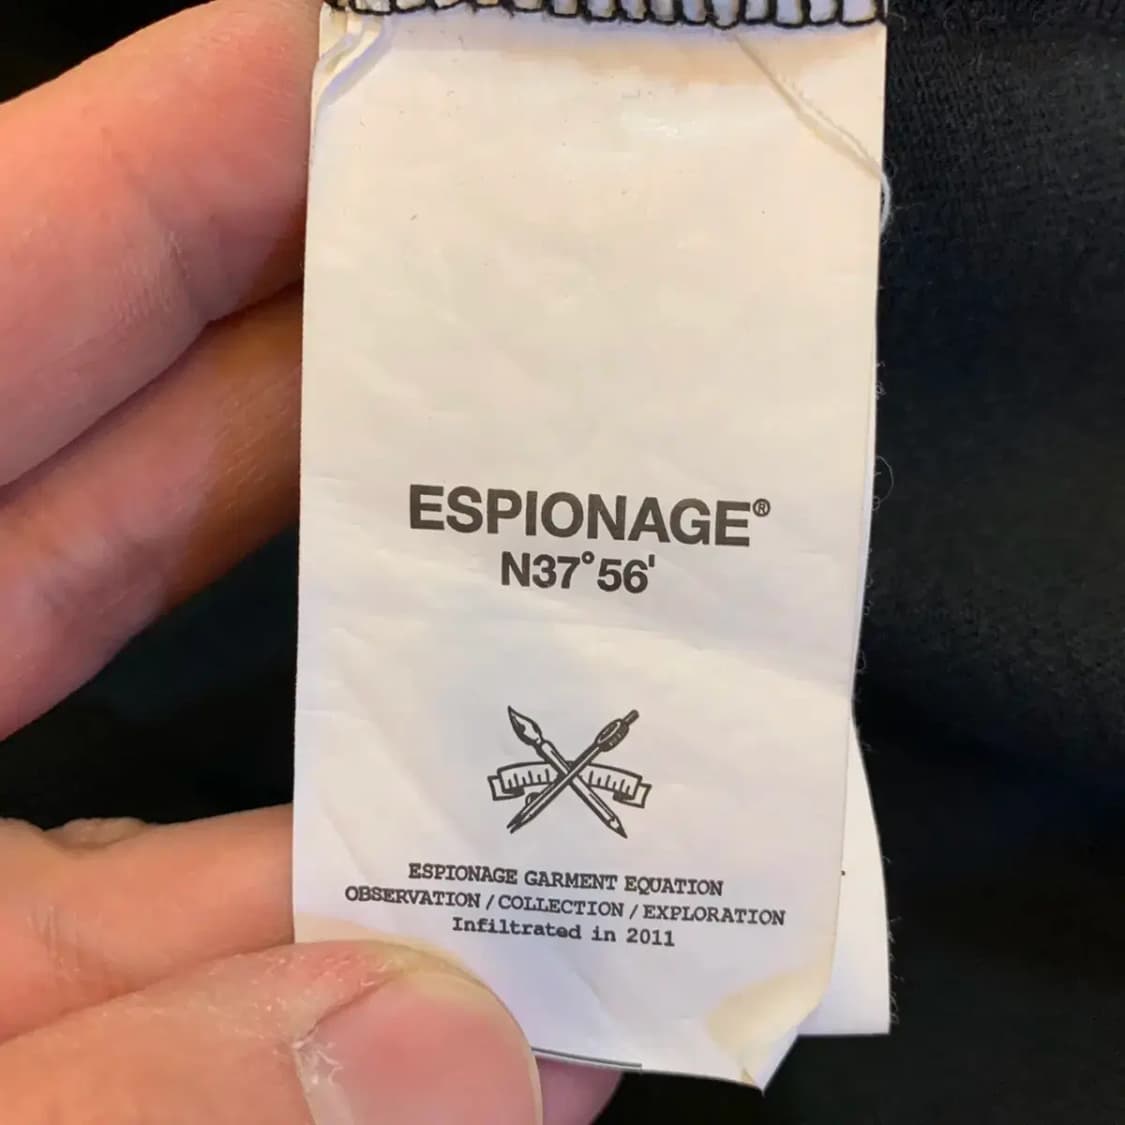 ESPIONAGE®
N37°56'
ESPIONAGE GARMENT EQUATION
OBSERVATION / COLLECTION / EXPLORATION
Infiltrated in 2011